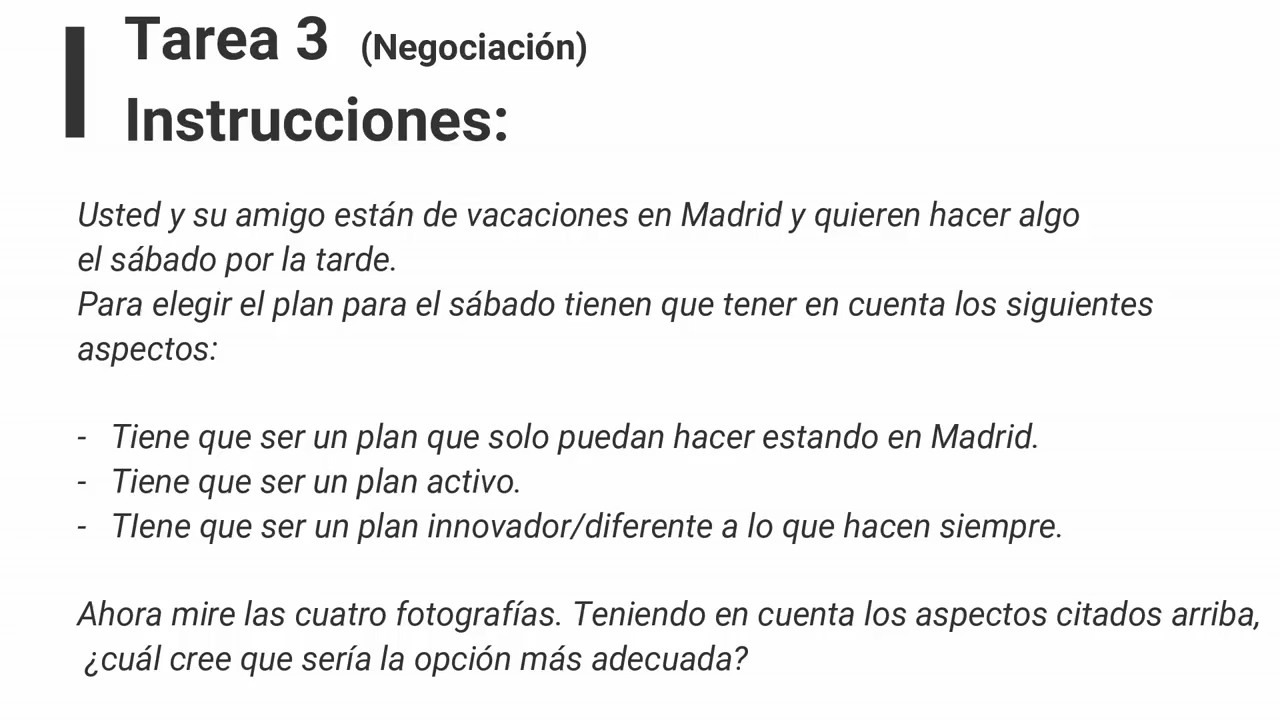 Tarea 3 (Negociación)
Instrucciones:
Usted y su amigo están de vacaciones en Madrid y quieren hacer algo
el sábado por la tarde.
Para elegir el plan para el sábado tienen que tener en cuenta los siguientes
aspectos:
- Tiene que ser un plan que solo puedan hacer estando en Madrid.
- Tiene que ser un plan activo.
- TIene que ser un plan innovador/diferente a lo que hacen siempre.
Ahora mire las cuatro fotografías. Teniendo en cuenta los aspectos citados arriba,
¿cuál cree que sería la opción más adecuada?